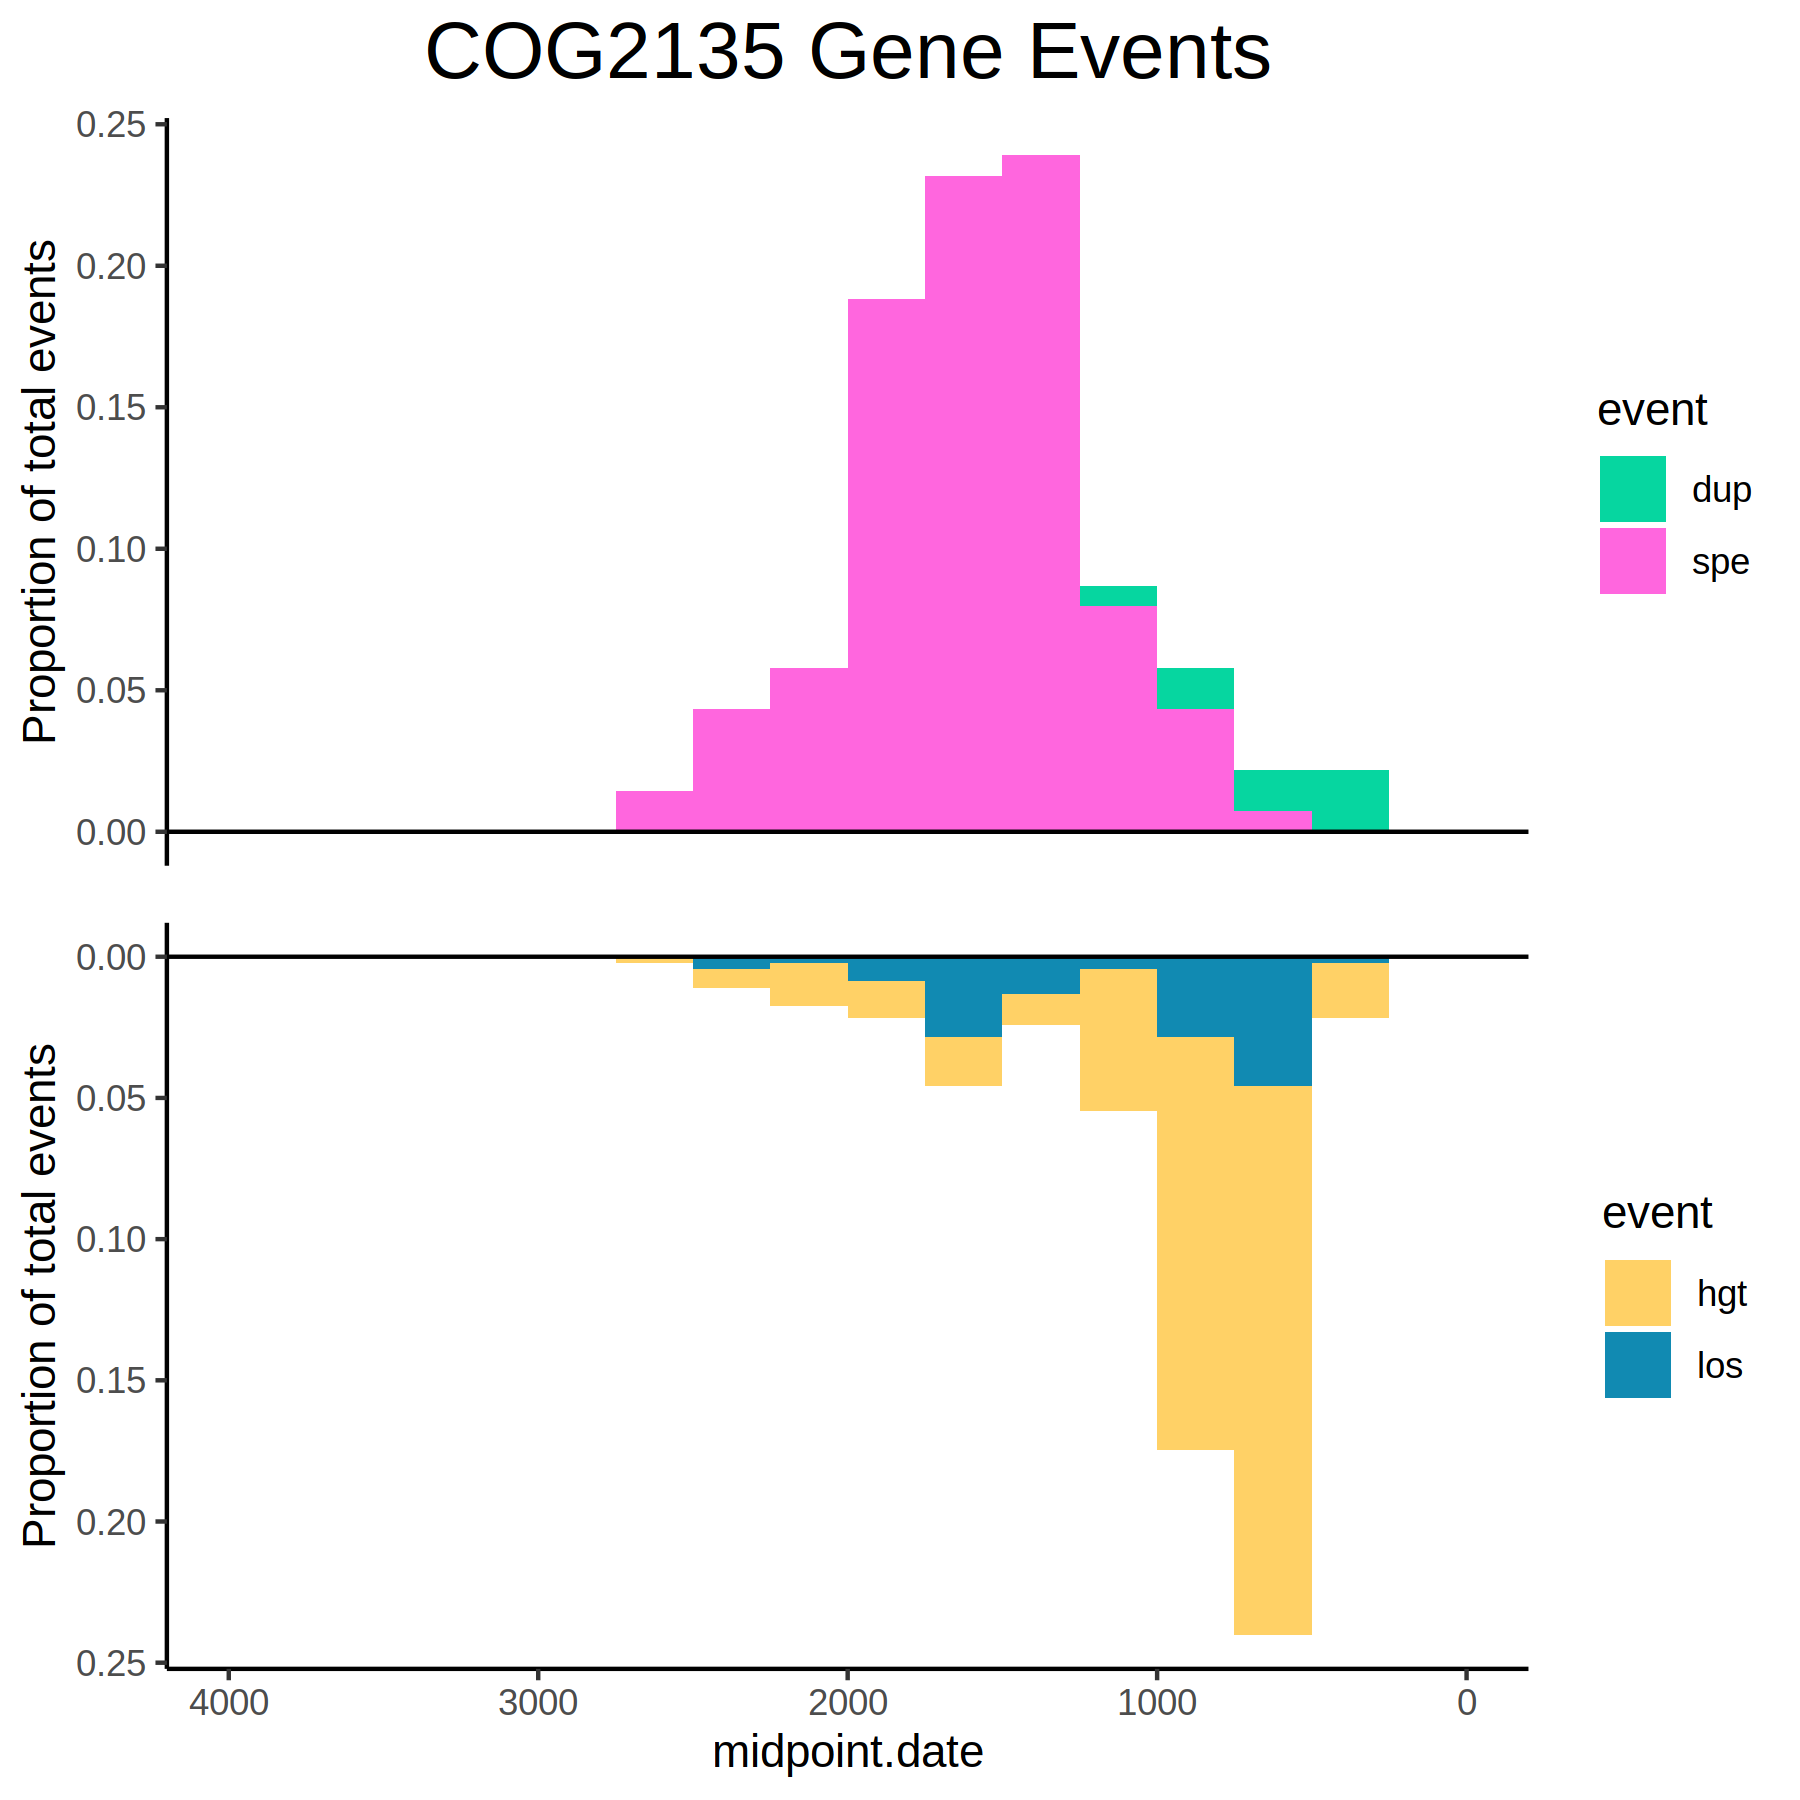 COG2135 Gene Events
Proportion of total events
0.25
0.20
0.15
0.10
0.05
0.00
event
dup
spe
Proportion of total events
0.00
0.05
0.10
0.15
0.20
0.25
event
hgt
los
4000 3000 2000 1000 0
midpoint.date